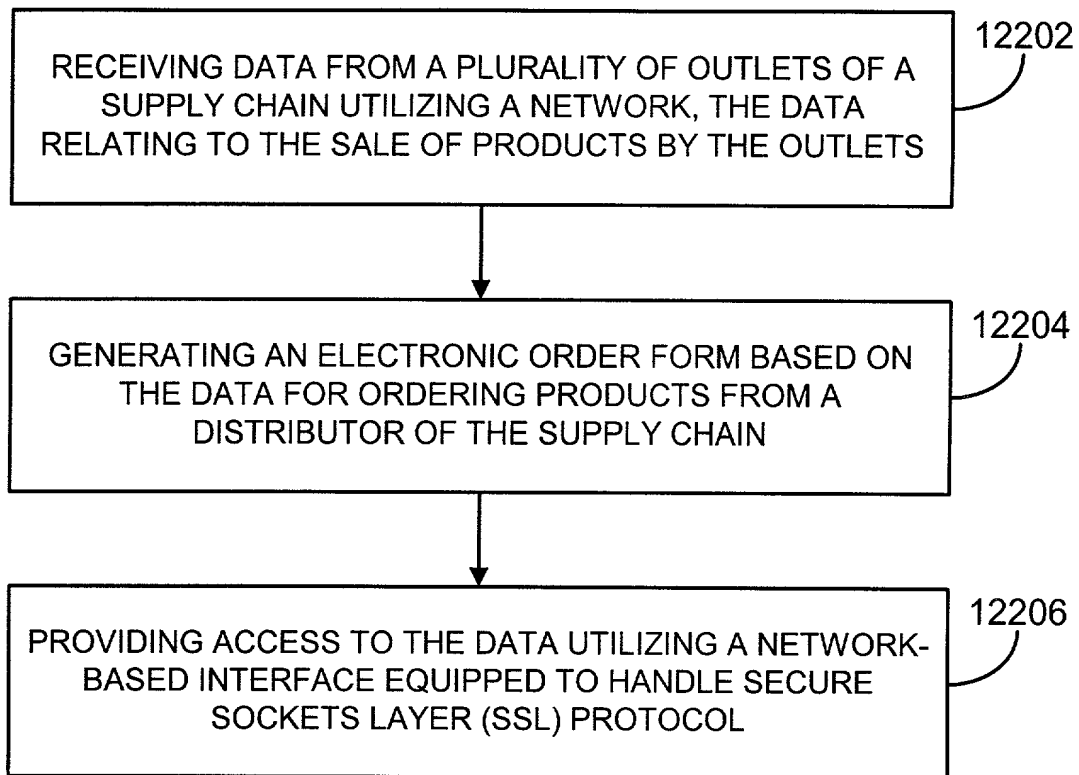 12202
RECEIVING DATA FROM A PLURALITY OF OUTLETS OF A
SUPPLY CHAIN UTILIZING A NETWORK, THE DATA
RELATING TO THE SALE OF PRODUCTS BY THE OUTLETS
12204
GENERATING AN ELECTRONIC ORDER FORM BASED ON
THE DATA FOR ORDERING PRODUCTS FROM A
DISTRIBUTOR OF THE SUPPLY CHAIN
12206
PROVIDING ACCESS TO THE DATA UTILIZING A NETWORK-
BASED INTERFACE EQUIPPED TO HANDLE SECURE
SOCKETS LAYER (SSL) PROTOCOL